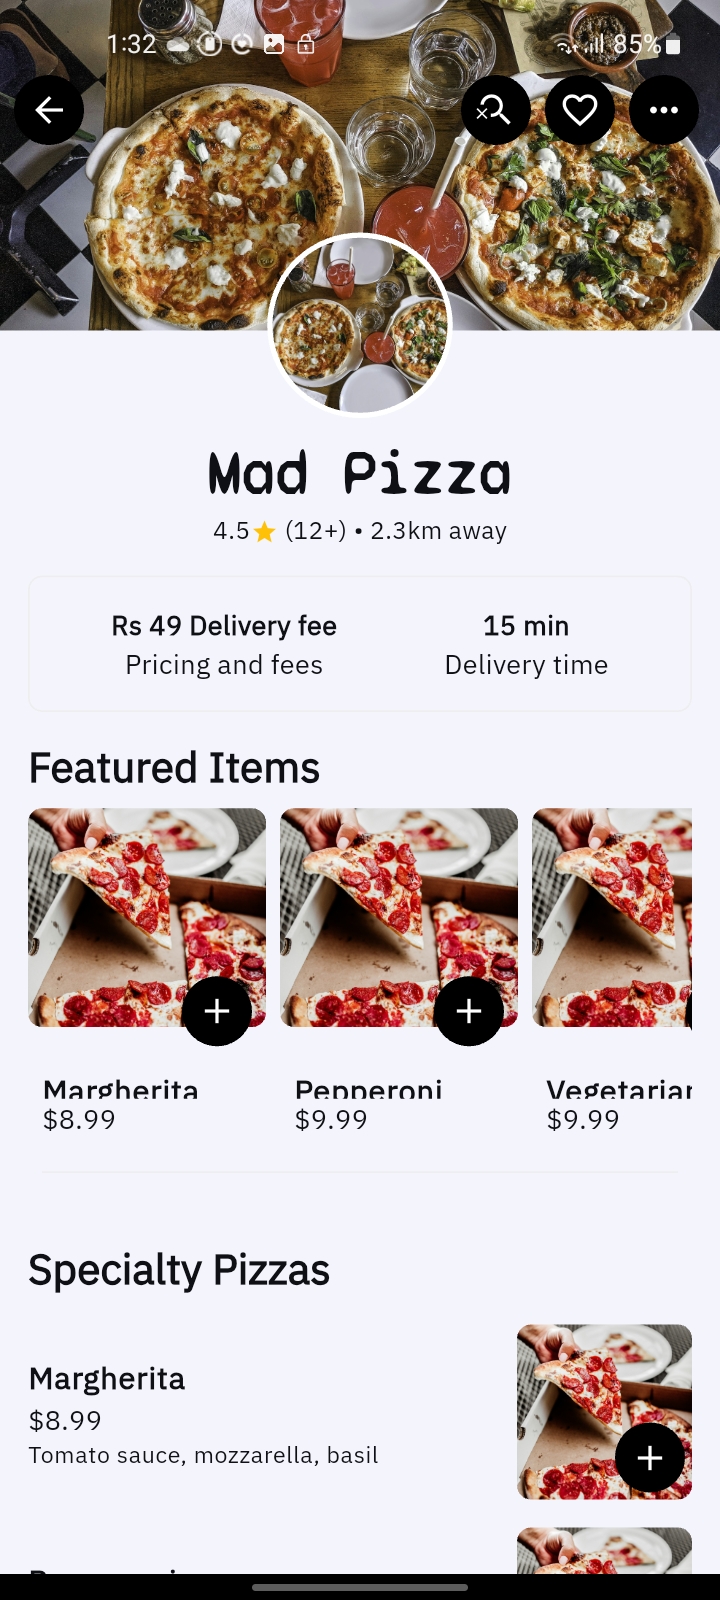 1:32 85%
Mad Pizza
4.5 (12+) • 2.3km away
Rs 49 Delivery fee 15 min
Pricing and fees Delivery time
Featured Items
Margherita Pepperoni Vegetarian
$8.99 $9.99 $9.99
Specialty Pizzas
Margherita
$8.99
Tomato sauce, mozzarella, basil